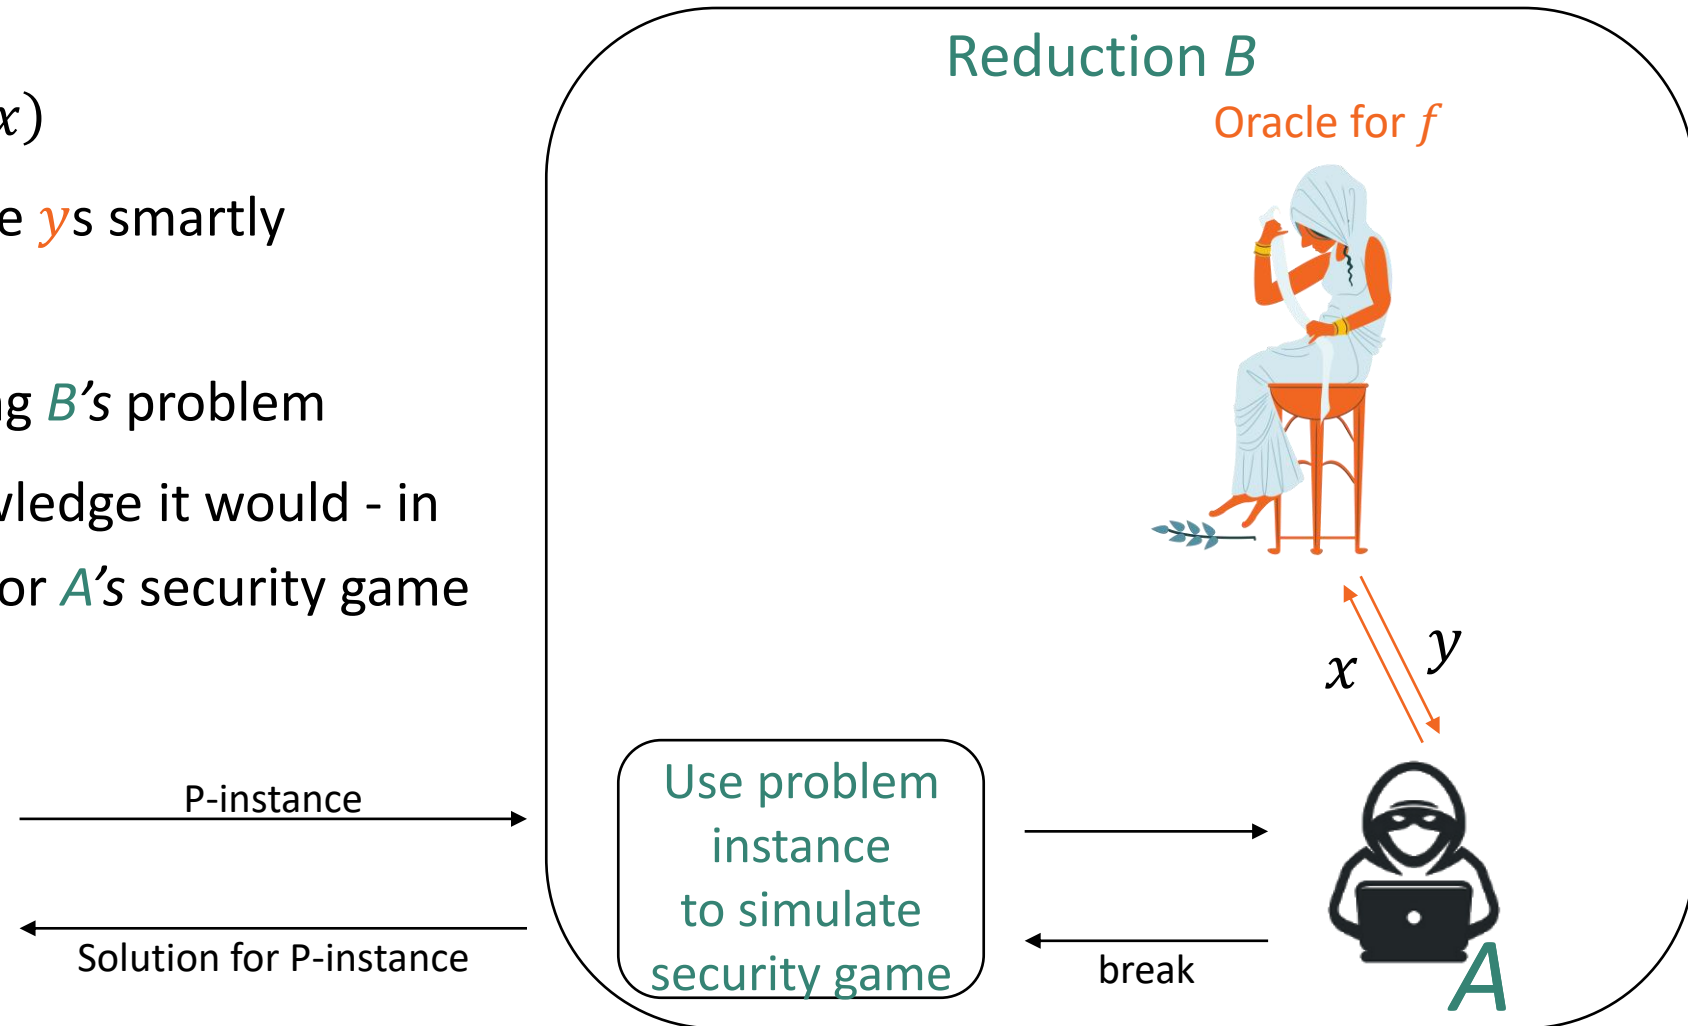 x)
e ys smartly
g B's problem
wledge it would - in
or A's security game
Reduction B
Oracle for f
x
y
P-instance
Solution for P-instance
Use problem
instance
to simulate
security game
break
A